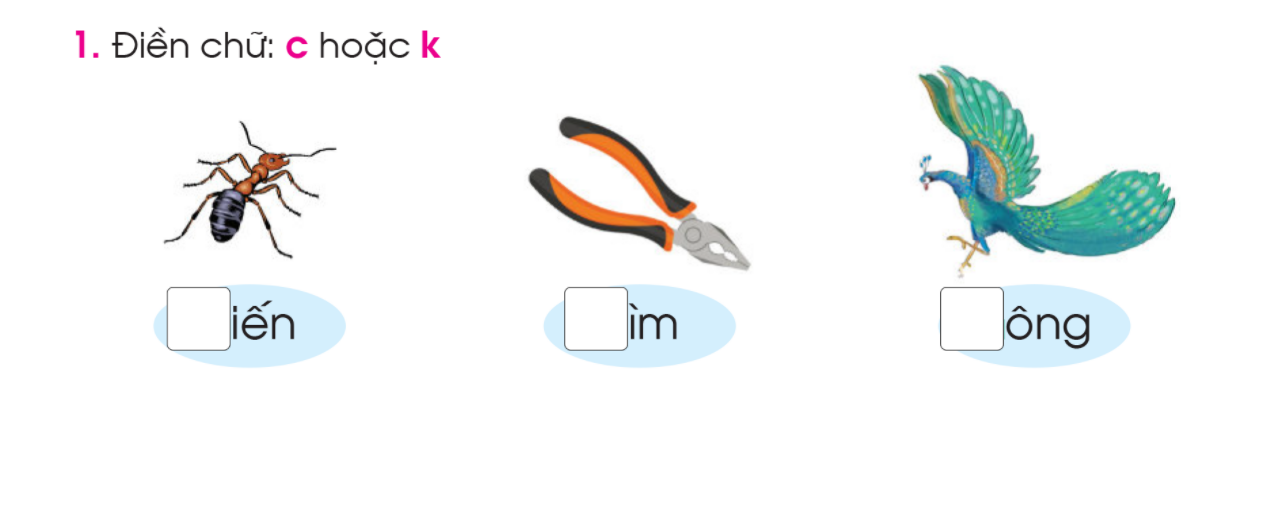 1. Điền chữ: c hoặc k
iến ìm ông